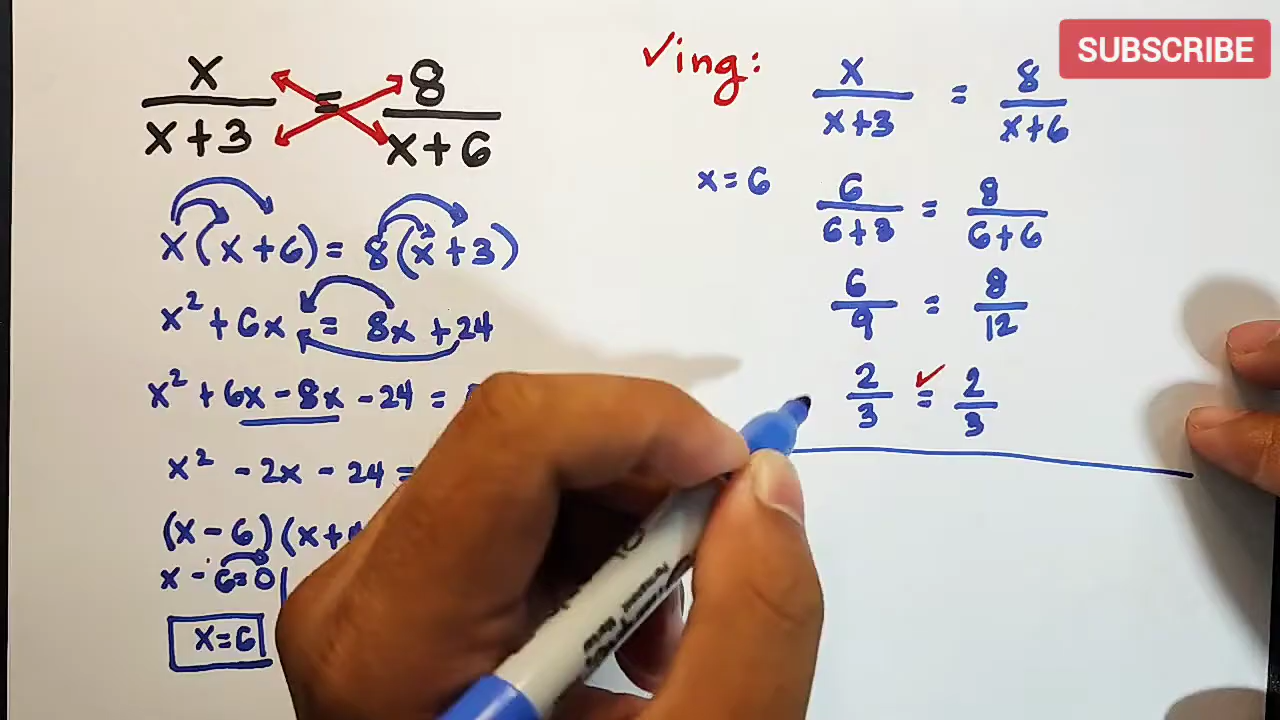 x/(x+3) = 8/(x+6)
x(x+6) = 8(x+3)
x² + 6x = 8x + 24
x² + 6x - 8x - 24 =
x² - 2x - 24 =
(x - 6)(x+
x - 6=0
x=6
✓ing:
x/(x+3) = 8/(x+6)
x=6
6/(6+3) = 8/(6+6)
6/9 = 8/12
2/3 = 2/3 ✓
SUBSCRIBE